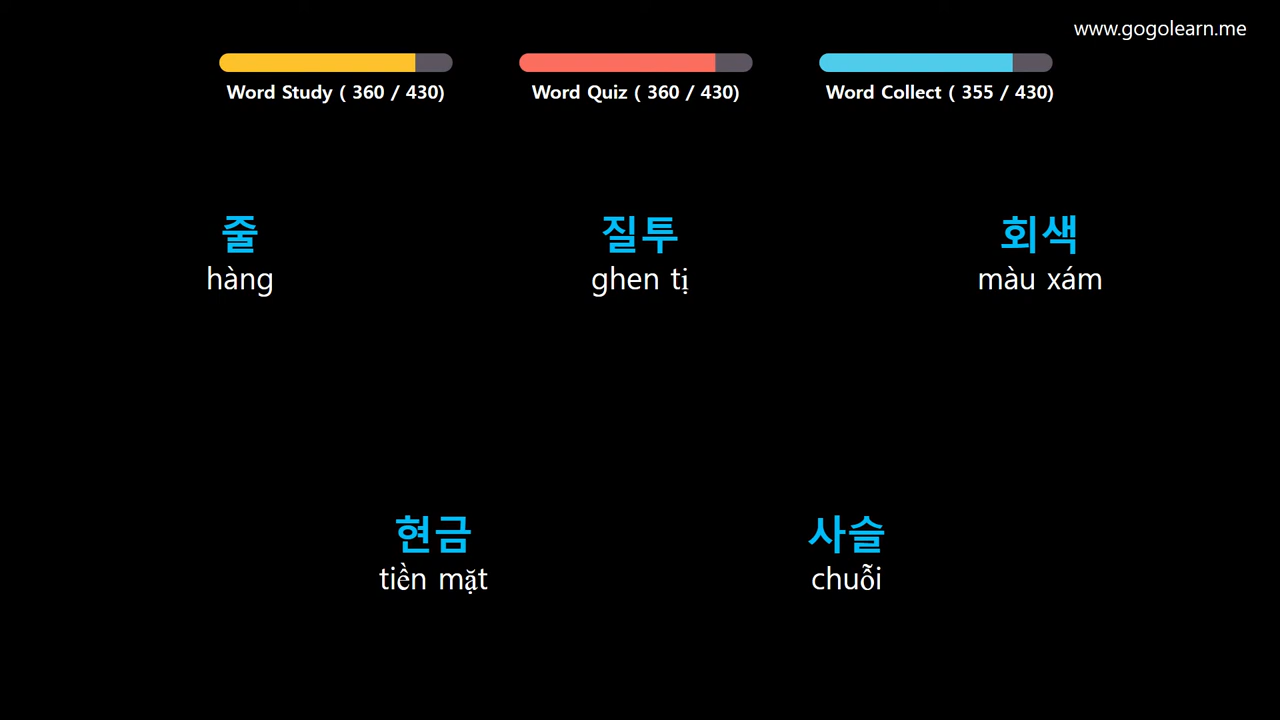 www.gogolearn.me
Word Study ( 360 / 430)
Word Quiz ( 360 / 430)
Word Collect ( 355 / 430)
줄
hàng
질투
ghen tị
회색
màu xám
현금
tiền mặt
사슬
chuỗi